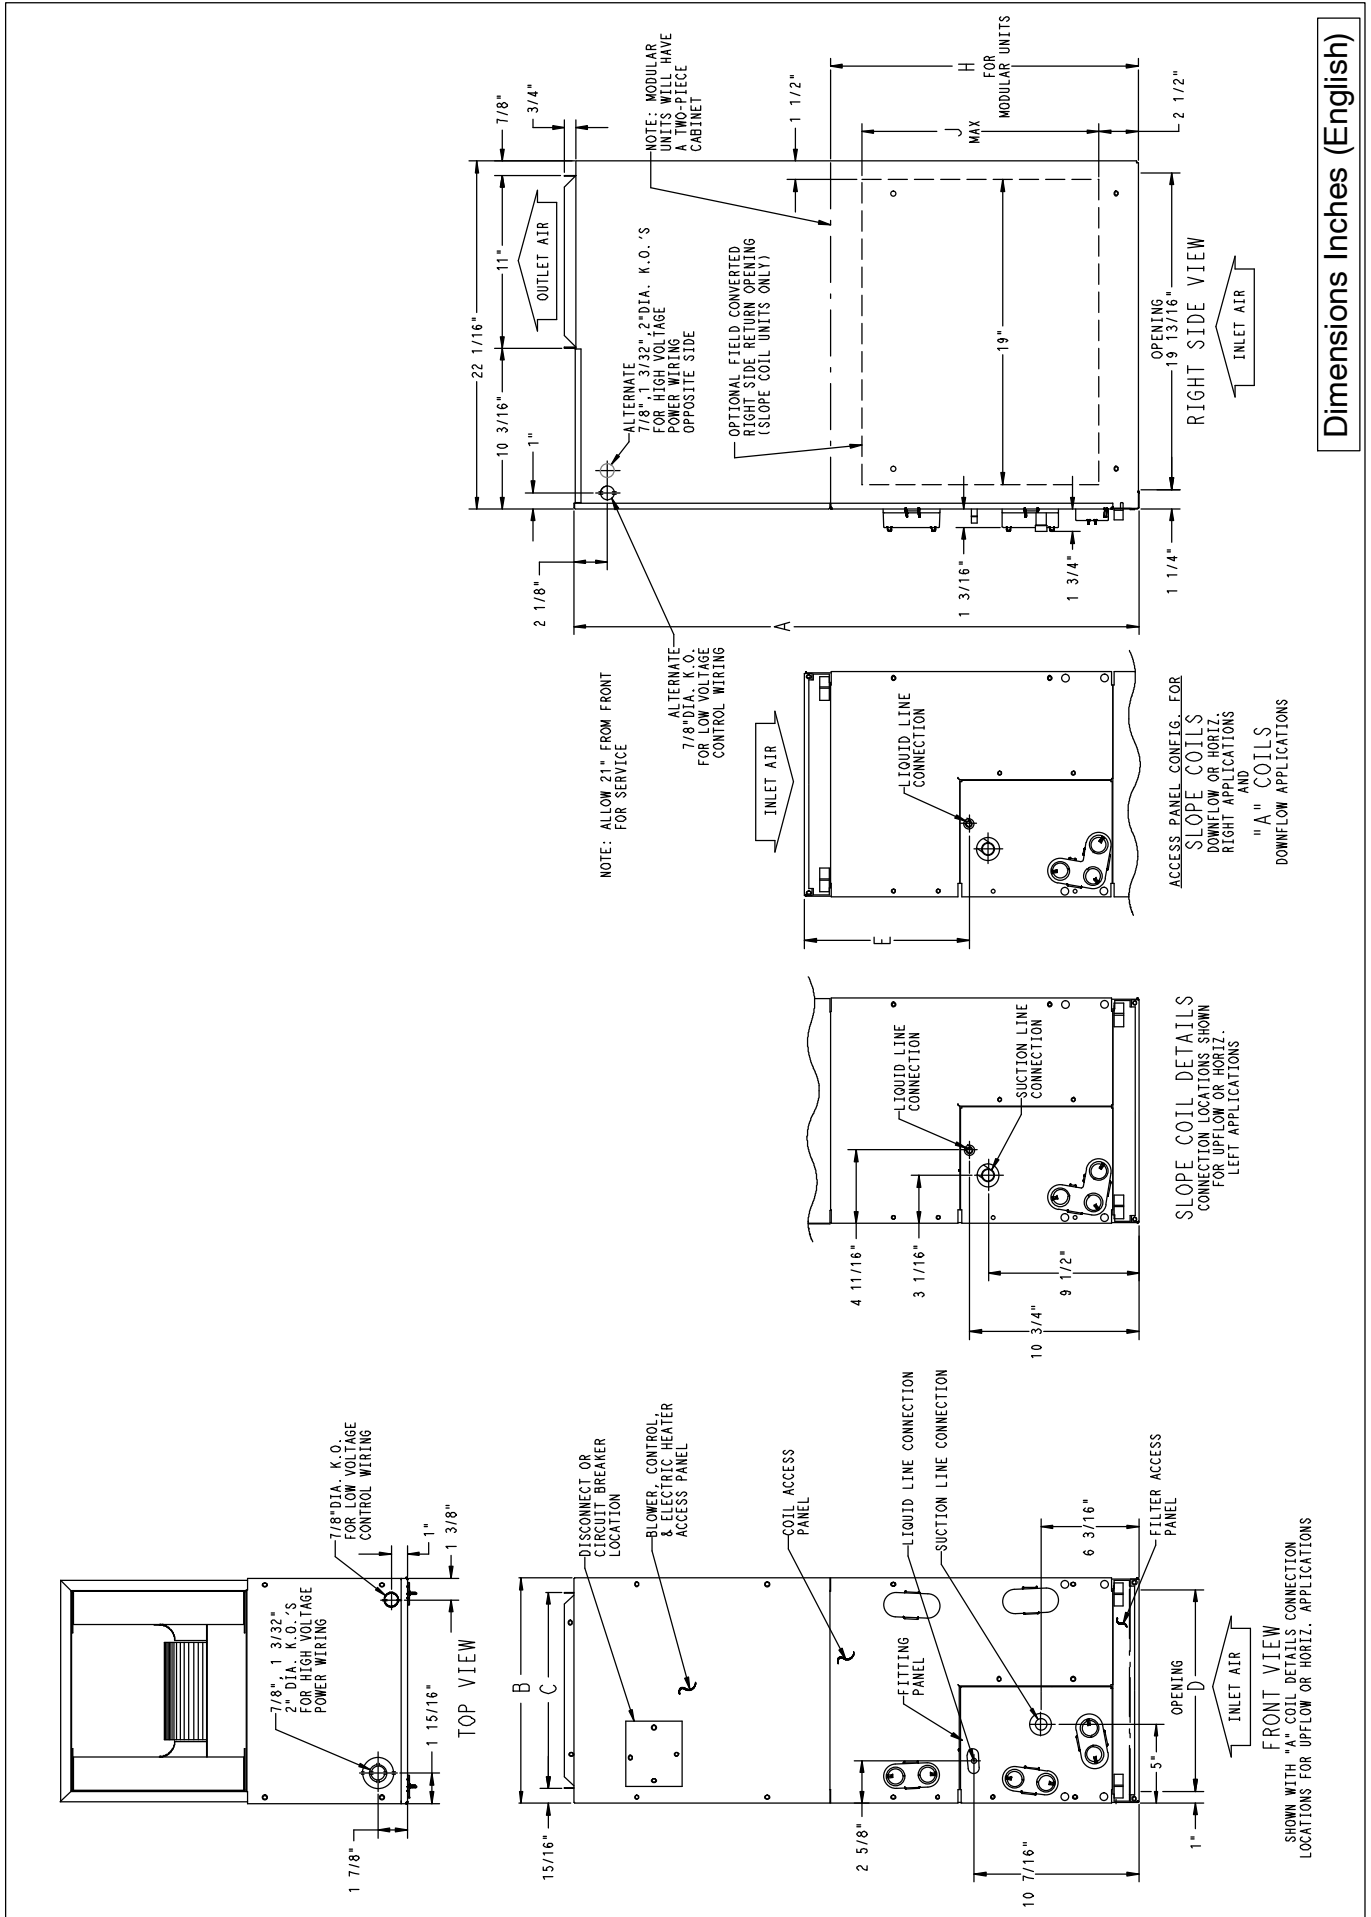 Dimensions Inches (English)
7/8"DIA. K.O.
FOR LOW VOLTAGE
CONTROL WIRING
7/8", 1 3/32"
2" DIA. K.O.'S
FOR HIGH VOLTAGE
POWER WIRING
1 7/8"
1 15/16"
1"
1 3/8"
TOP VIEW
B
C
15/16"
DISCONNECT OR
CIRCUIT BREAKER
LOCATION
BLOWER, CONTROL,
& ELECTRIC HEATER
ACCESS PANEL
COIL ACCESS
PANEL
LIQUID LINE CONNECTION
SUCTION LINE CONNECTION
FITTING
PANEL
2 5/8"
10 7/16"
5"
6 3/16"
FILTER ACCESS
PANEL
1"
OPENING
D
INLET AIR
FRONT VIEW
SHOWN WITH "A" COIL DETAILS CONNECTION
LOCATIONS FOR UPFLOW OR HORIZ. APPLICATIONS
LIQUID LINE
CONNECTION
SUCTION LINE
CONNECTION
4 11/16"
3 1/16"
9 1/2"
10 3/4"
SLOPE COIL DETAILS
CONNECTION LOCATIONS SHOWN
FOR UPFLOW OR HORIZ.
LEFT APPLICATIONS
NOTE: ALLOW 21" FROM FRONT
FOR SERVICE
INLET AIR
LIQUID LINE
CONNECTION
E
ACCESS PANEL CONFIG. FOR
SLOPE COILS
DOWNFLOW OR HORIZ.
RIGHT APPLICATIONS
AND
"A" COILS
DOWNFLOW APPLICATIONS
22 1/16"
10 3/16"
11"
7/8"
3/4"
1"
2 1/8"
OUTLET AIR
ALTERNATE
7/8",1 3/32",2"DIA. K.O.'S
FOR HIGH VOLTAGE
POWER WIRING
OPPOSITE SIDE
NOTE: MODULAR
UNITS WILL HAVE
A TWO-PIECE
CABINET
ALTERNATE
7/8"DIA. K.O.
FOR LOW VOLTAGE
CONTROL WIRING
OPTIONAL FIELD CONVERTED
RIGHT SIDE RETURN OPENING
(SLOPE COIL UNITS ONLY)
A
1 1/2"
H
FOR
MODULAR UNITS
J
MAX
19"
2 1/2"
1 3/16"
1 3/4"
1 1/4"
OPENING
19 13/16"
RIGHT SIDE VIEW
INLET AIR